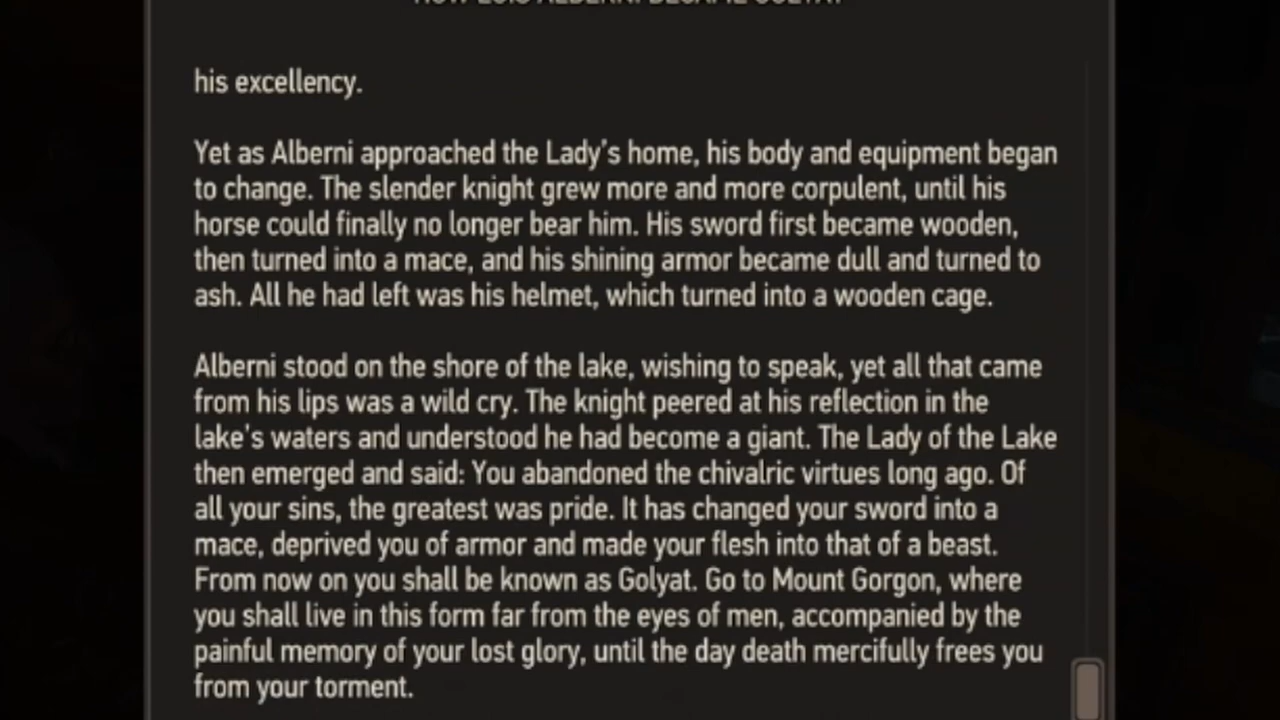 HOW LOUIS ALBERNI BECAME GOLYAT
his excellency.
Yet as Alberni approached the Lady's home, his body and equipment began
to change. The slender knight grew more and more corpulent, until his
horse could finally no longer bear him. His sword first became wooden,
then turned into a mace, and his shining armor became dull and turned to
ash. All he had left was his helmet, which turned into a wooden cage.
Alberni stood on the shore of the lake, wishing to speak, yet all that came
from his lips was a wild cry. The knight peered at his reflection in the
lake's waters and understood he had become a giant. The Lady of the Lake
then emerged and said: You abandoned the chivalric virtues long ago. Of
all your sins, the greatest was pride. It has changed your sword into a
mace, deprived you of armor and made your flesh into that of a beast.
From now on you shall be known as Golyat. Go to Mount Gorgon, where
you shall live in this form far from the eyes of men, accompanied by the
painful memory of your lost glory, until the day death mercifully frees you
from your torment.